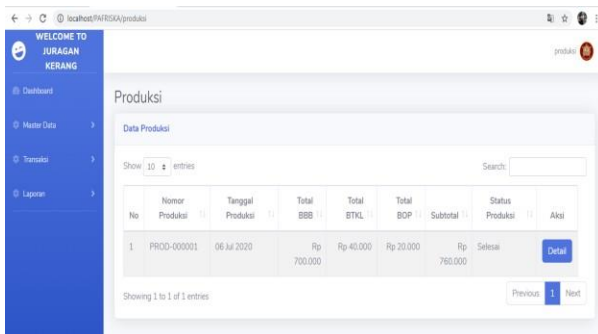 localhost/PAFRISKA/produksi
WELCOME TO
JURAGAN
KERANG
produksi
Dashboard
Master Data
Transaksi
Laporan
Produksi
Data Produksi
Show 10 entries
Search:
No
Nomor
Produksi
Tanggal
Produksi
Total
BBB
Total
BTKL
Total
BOP
Subtotal
Status
Produksi
Aksi
1
PROD-000001
06 Jul 2020
Rp
700.000
Rp 40.000
Rp 20.000
Rp
760.000
Selesai
Detail
Showing 1 to 1 of 1 entries
Previous 1 Next